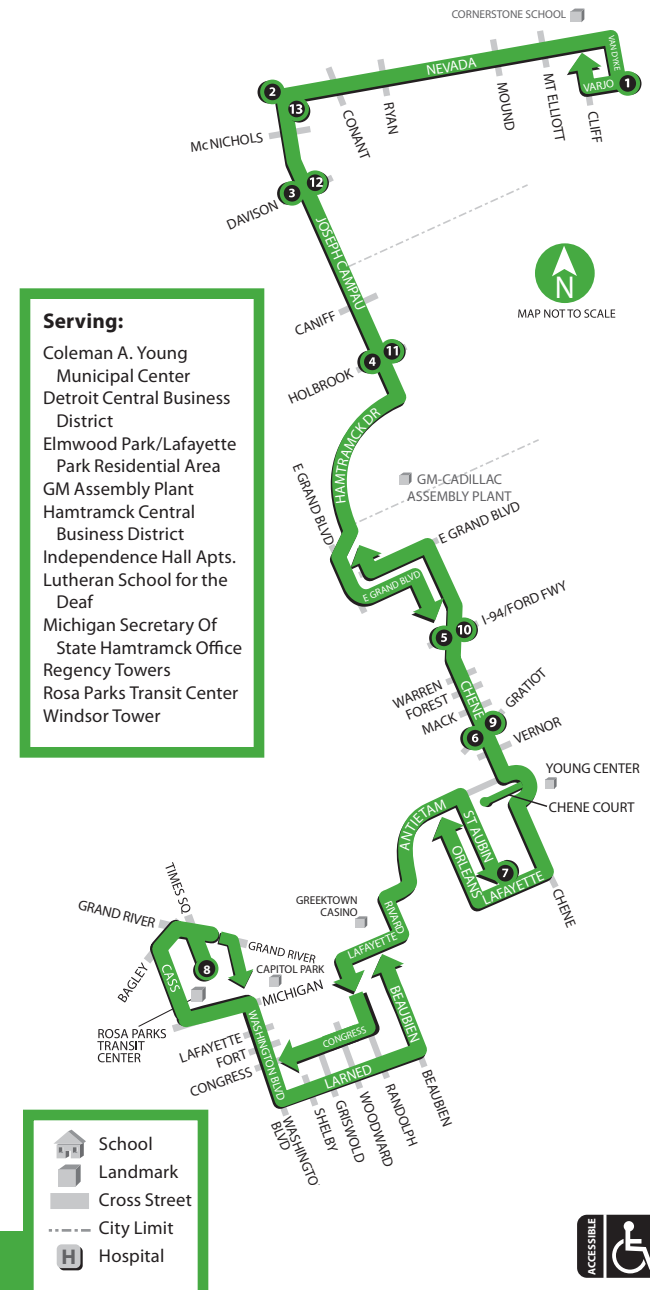 CORNERSTONE SCHOOL
VAN DYKE
NEVADA
1
VARJO
2
13
CLIFF
MT ELLIOTT
MOUND
RYAN
CONANT
McNICHOLS
12
3
DAVISON
JOSEPH CAMPAU
N
MAP NOT TO SCALE
CANIFF
11
4
HOLBROOK
HAMTRAMCK DR
E GRAND BLVD
GM-CADILLAC
ASSEMBLY PLANT
E GRAND BLVD
E GRAND BLVD
I-94/FORD FWY
10
5
CHENE
WARREN
FOREST
MACK
GRATIOT
9
6
VERNOR
YOUNG CENTER
CHENE COURT
ANTIETAM
ST AUBIN
ORLEANS
7
LAFAYETTE
CHENE
RIVARD
GREEKTOWN
CASINO
LAFAYETTE
TIMES SQ
GRAND RIVER
GRAND RIVER
CAPITOL PARK
BAGLEY
CASS
8
MICHIGAN
ROSA PARKS
TRANSIT
CENTER
LAFAYETTE
FORT
CONGRESS
WASHINGTON BLVD
CONGRESS
BEAUBIEN
LARNED
BEAUBIEN
RANDOLPH
WOODWARD
GRISWOLD
SHELBY
WASHINGTO
BLVD
Serving:
Coleman A. Young
Municipal Center
Detroit Central Business
District
Elmwood Park/Lafayette
Park Residential Area
GM Assembly Plant
Hamtramck Central
Business District
Independence Hall Apts.
Lutheran School for the
Deaf
Michigan Secretary Of
State Hamtramck Office
Regency Towers
Rosa Parks Transit Center
Windsor Tower
School
Landmark
Cross Street
City Limit
H Hospital
ACCESSIBLE